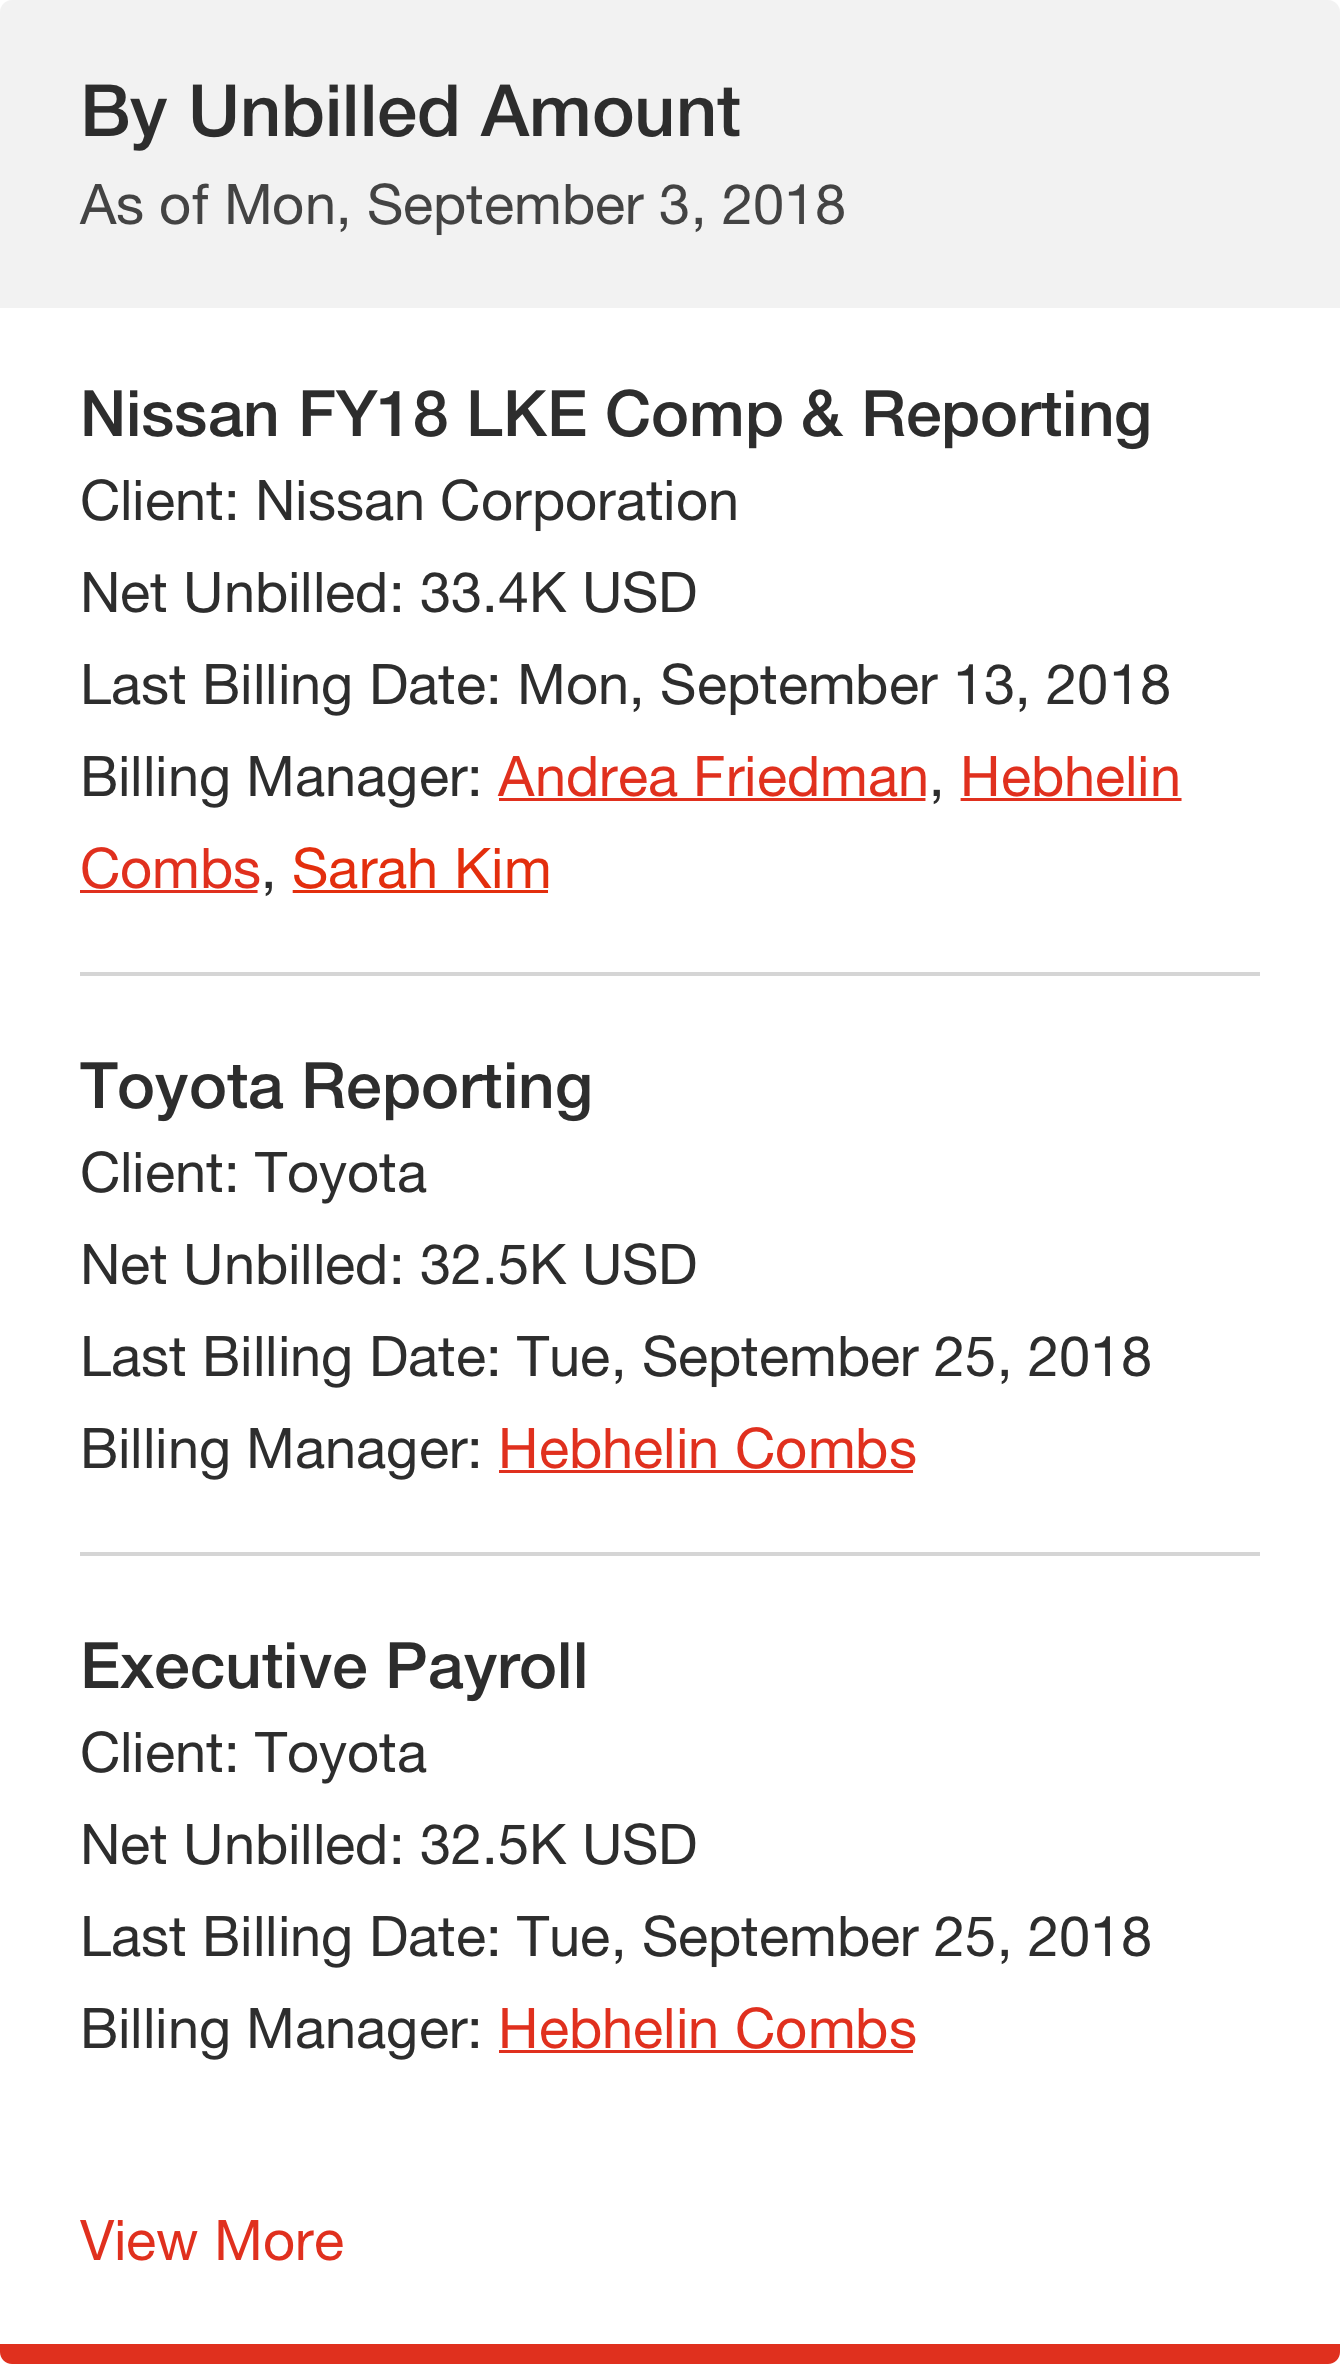 By Unbilled Amount
As of Mon, September 3, 2018
Nissan FY18 LKE Comp & Reporting
Client: Nissan Corporation
Net Unbilled: 33.4K USD
Last Billing Date: Mon, September 13, 2018
Billing Manager: Andrea Friedman, Hebhelin
Combs, Sarah Kim
Toyota Reporting
Client: Toyota
Net Unbilled: 32.5K USD
Last Billing Date: Tue, September 25, 2018
Billing Manager: Hebhelin Combs
Executive Payroll
Client: Toyota
Net Unbilled: 32.5K USD
Last Billing Date: Tue, September 25, 2018
Billing Manager: Hebhelin Combs
View More